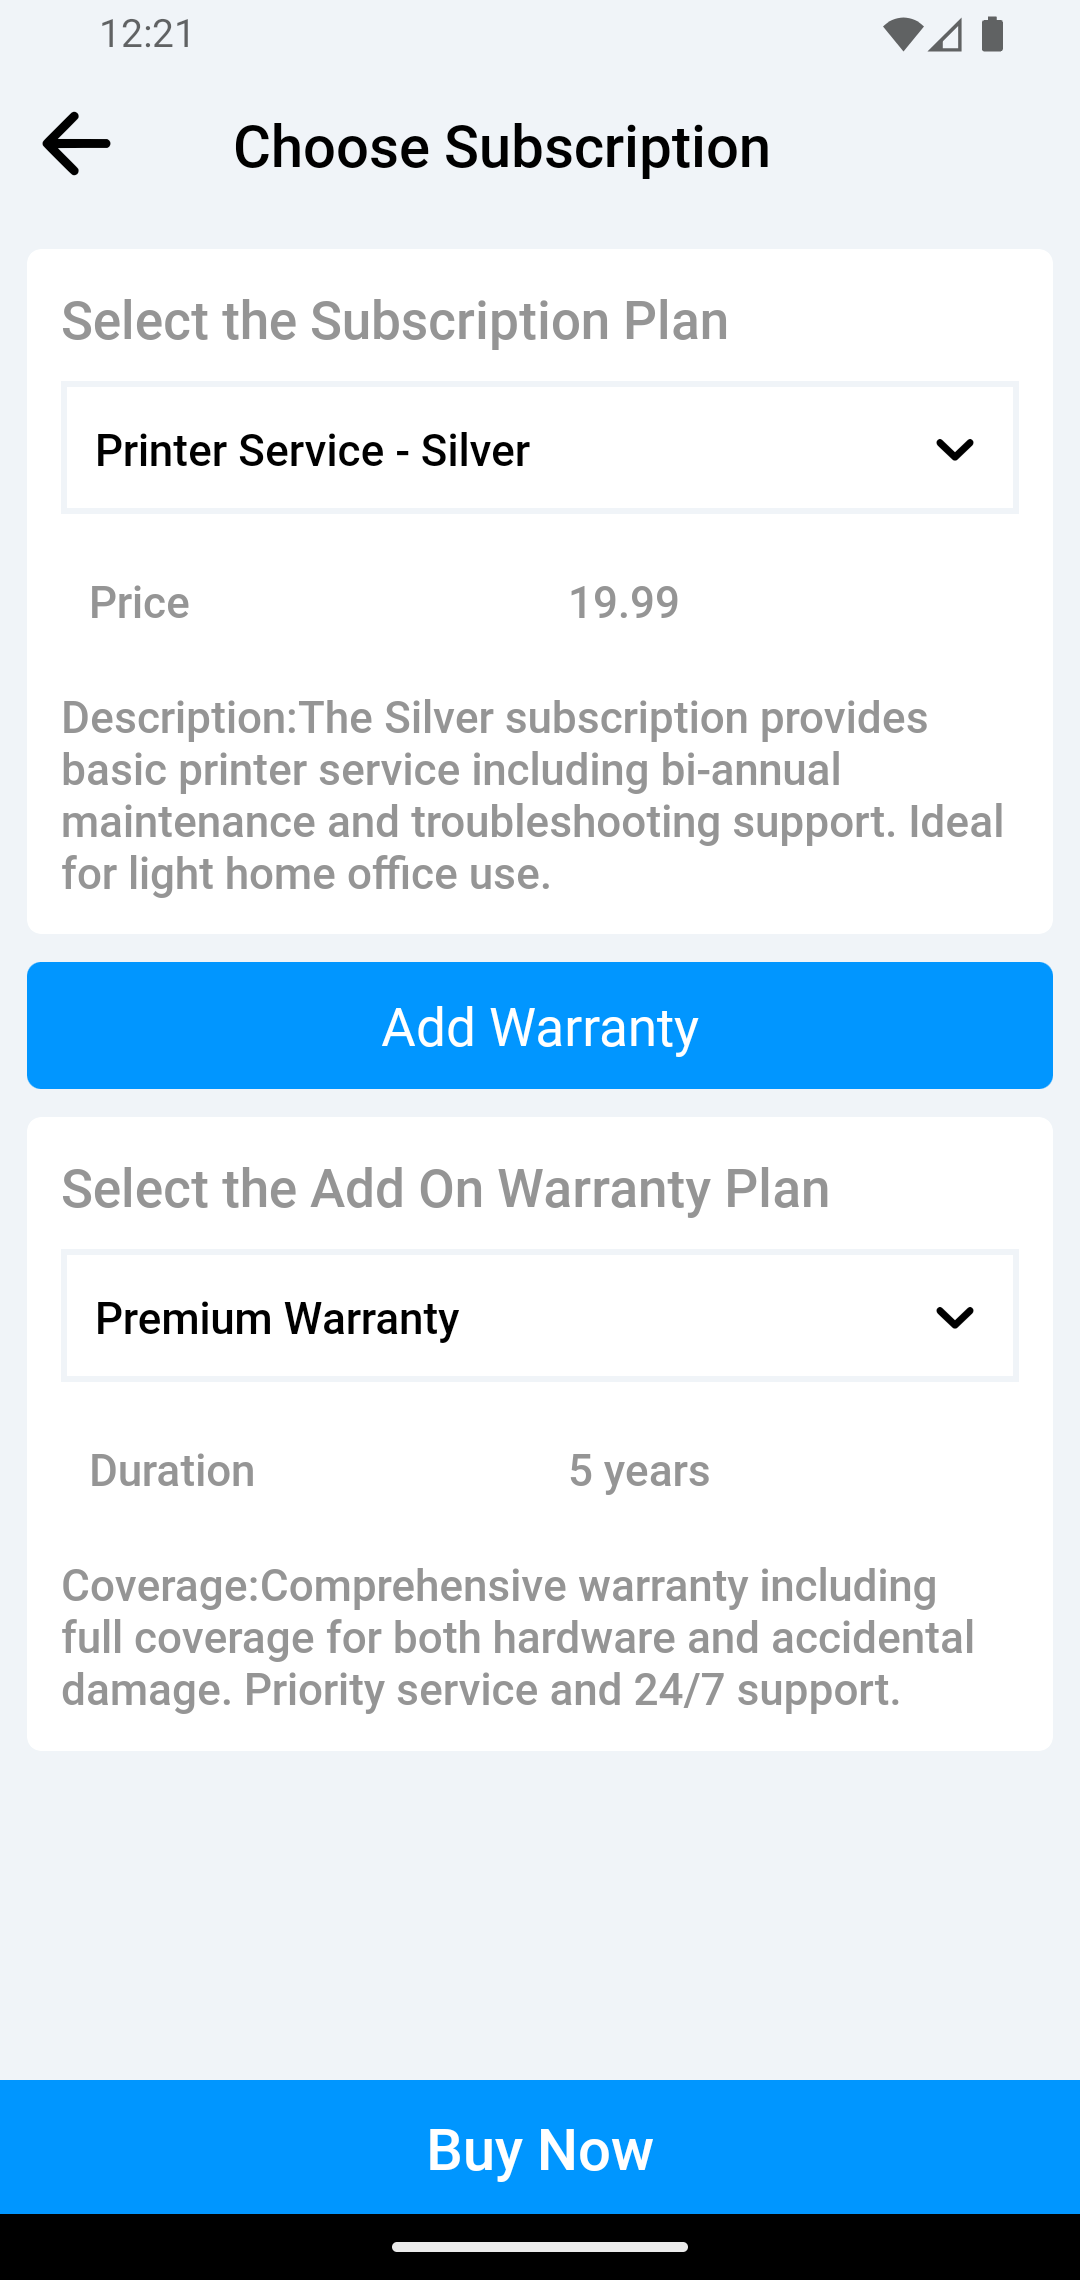 12:21
Choose Subscription
Select the Subscription Plan
Printer Service - Silver
Price 19.99
Description:The Silver subscription provides
basic printer service including bi-annual
maintenance and troubleshooting support. Ideal
for light home office use.
Add Warranty
Select the Add On Warranty Plan
Premium Warranty
Duration 5 years
Coverage:Comprehensive warranty including
full coverage for both hardware and accidental
damage. Priority service and 24/7 support.
Buy Now